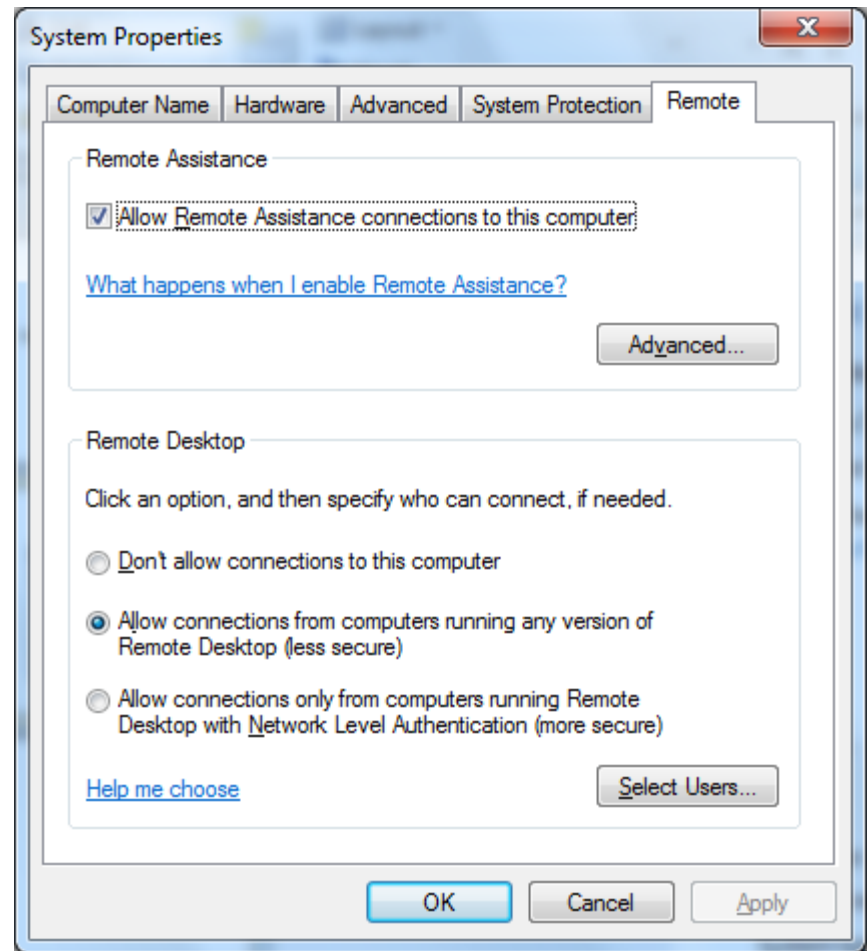 System Properties
Computer Name
Hardware
Advanced
System Protection
Remote
Remote Assistance
Allow Remote Assistance connections to this computer
What happens when I enable Remote Assistance?
Advanced...
Remote Desktop
Click an option, and then specify who can connect, if needed.
Don't allow connections to this computer
Allow connections from computers running any version of
Remote Desktop (less secure)
Allow connections only from computers running Remote
Desktop with Network Level Authentication (more secure)
Help me choose
Select Users...
OK
Cancel
Apply